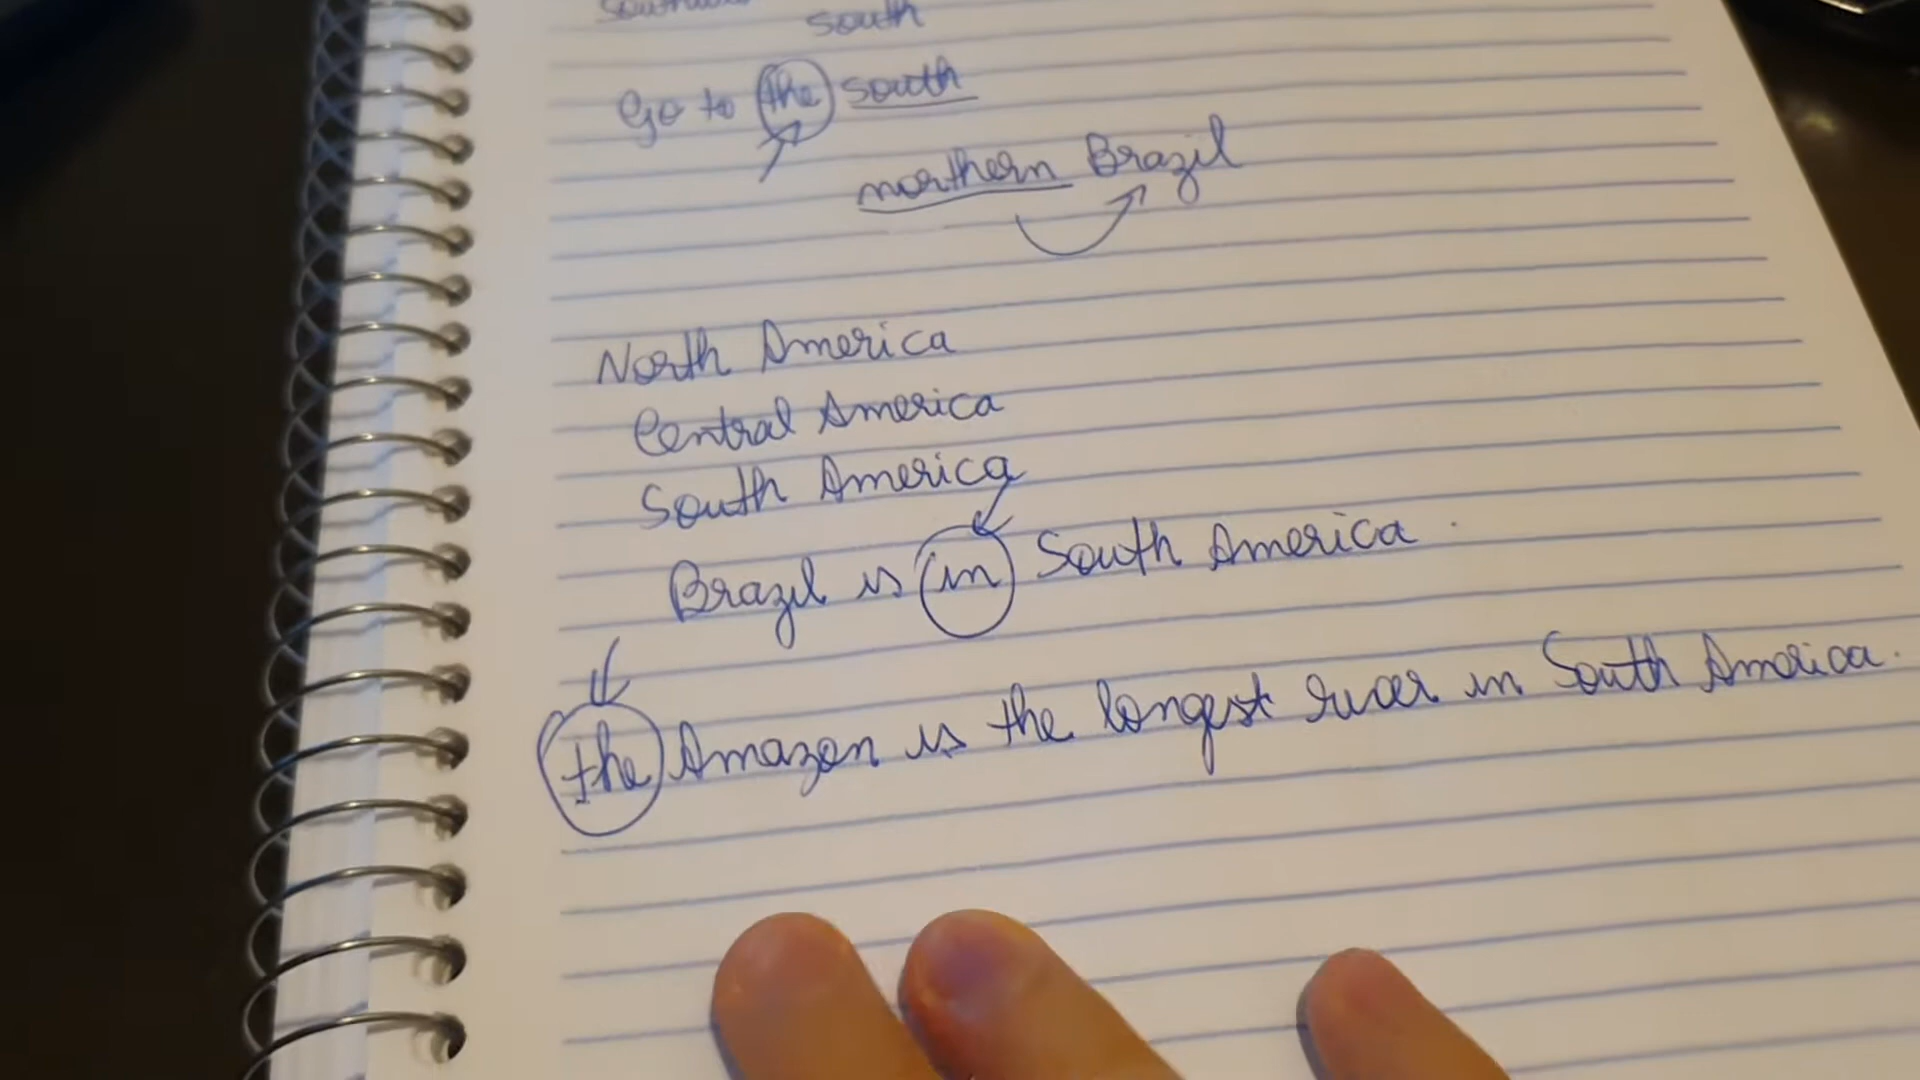 south
Go to the south
northern Brazil
North America
Central America
South America
Brazil is in South America.
the Amazon is the longest river in South America.